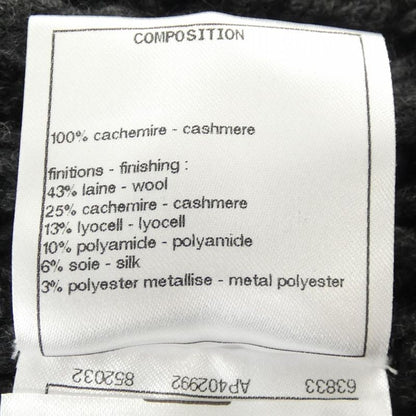 COMPOSITION
100% cachemire - cashmere
finitions - finishing :
43% laine - wool
25% cachemire - cashmere
13% lyocell - lyocell
10% polyamide - polyamide
6% soie - silk
3% polyester metallise - metal polyester
63833 AP402992 852032